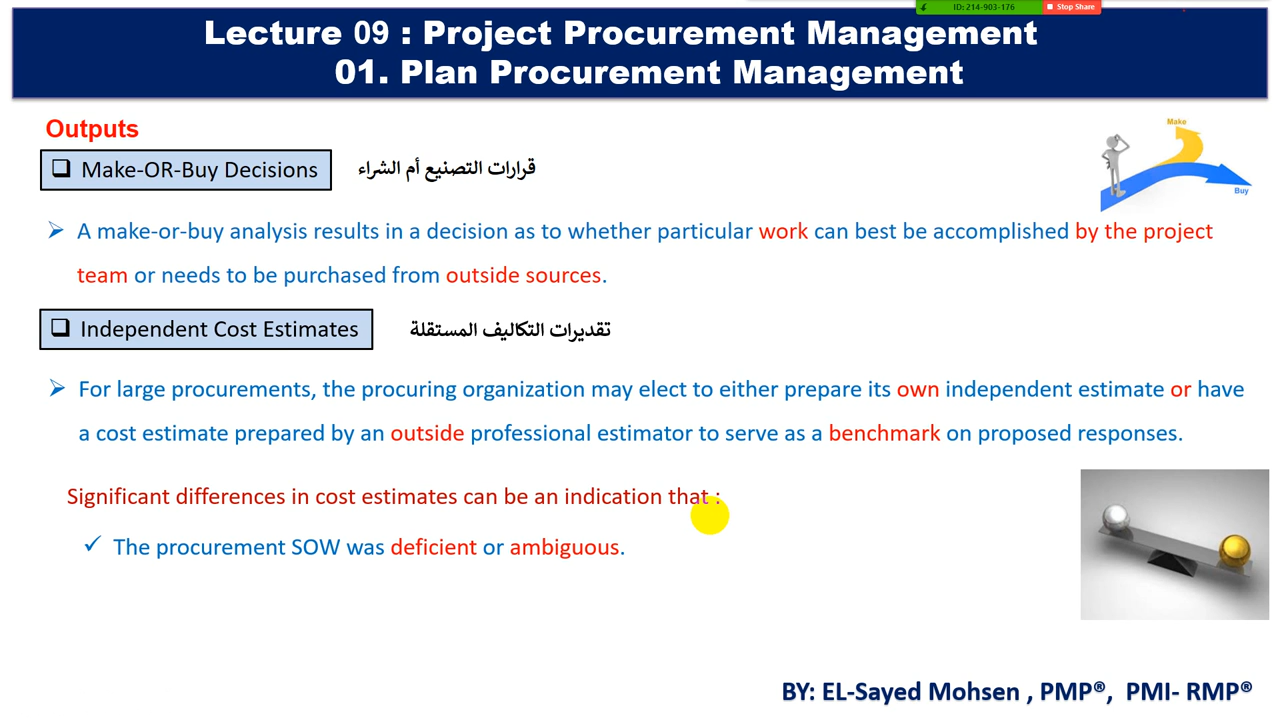 ID: 214-903-176 Stop Share
Lecture 09 : Project Procurement Management
01. Plan Procurement Management
Outputs
Make-OR-Buy Decisions قرارات التصنيع أم الشراء
Make
Buy
A make-or-buy analysis results in a decision as to whether particular work can best be accomplished by the project
team or needs to be purchased from outside sources.
Independent Cost Estimates تقديرات التكاليف المستقلة
For large procurements, the procuring organization may elect to either prepare its own independent estimate or have
a cost estimate prepared by an outside professional estimator to serve as a benchmark on proposed responses.
Significant differences in cost estimates can be an indication that :
✓ The procurement SOW was deficient or ambiguous.
BY: EL-Sayed Mohsen , PMP®, PMI- RMP®